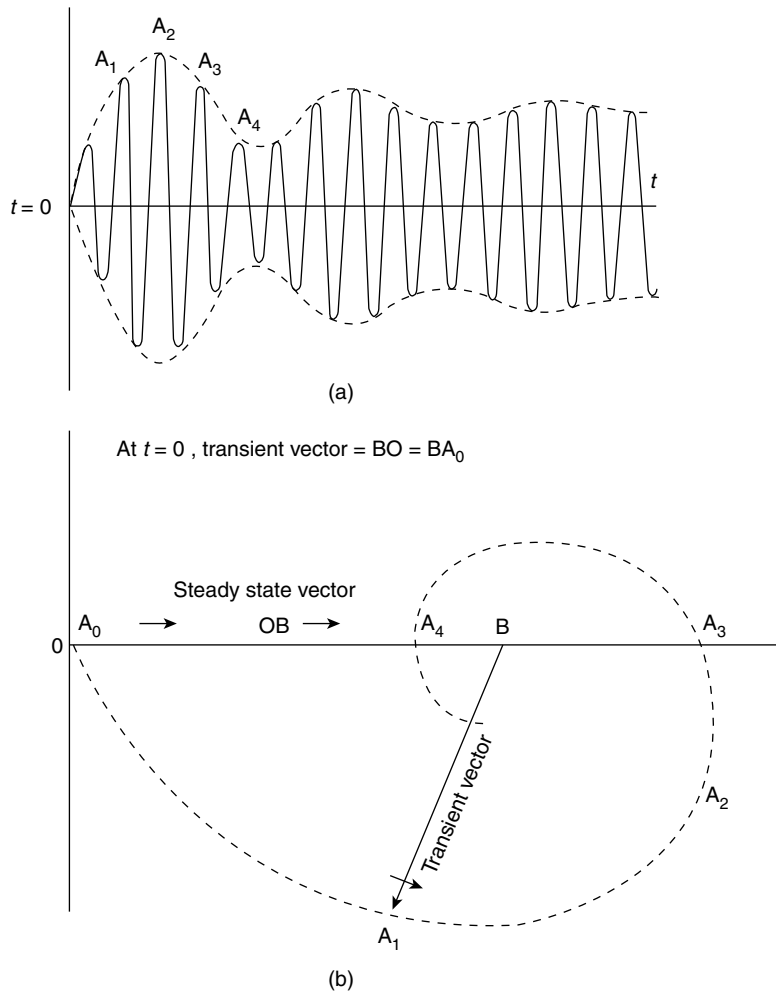 A₂
A₁
A₃
A₄
t
t = 0
(a)
At t = 0 , transient vector = BO = BA₀
Steady state vector
A₀
OB
A₄
B
A₃
0
Transient vector
A₂
A₁
(b)